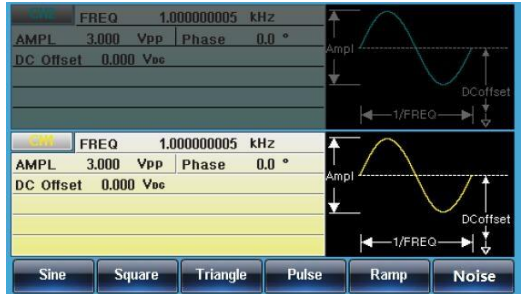 CH1 FREQ 1.000000005 kHz
AMPL 3.000 Vpp Phase 0.0 °
DC Offset 0.000 VDC
Ampl
DCoffset
1/FREQ
FREQ 1.000000005 kHz
AMPL 3.000 Vpp Phase 0.0 °
DC Offset 0.000 VDC
Ampl
DCoffset
1/FREQ
Sine Square Triangle Pulse Ramp Noise